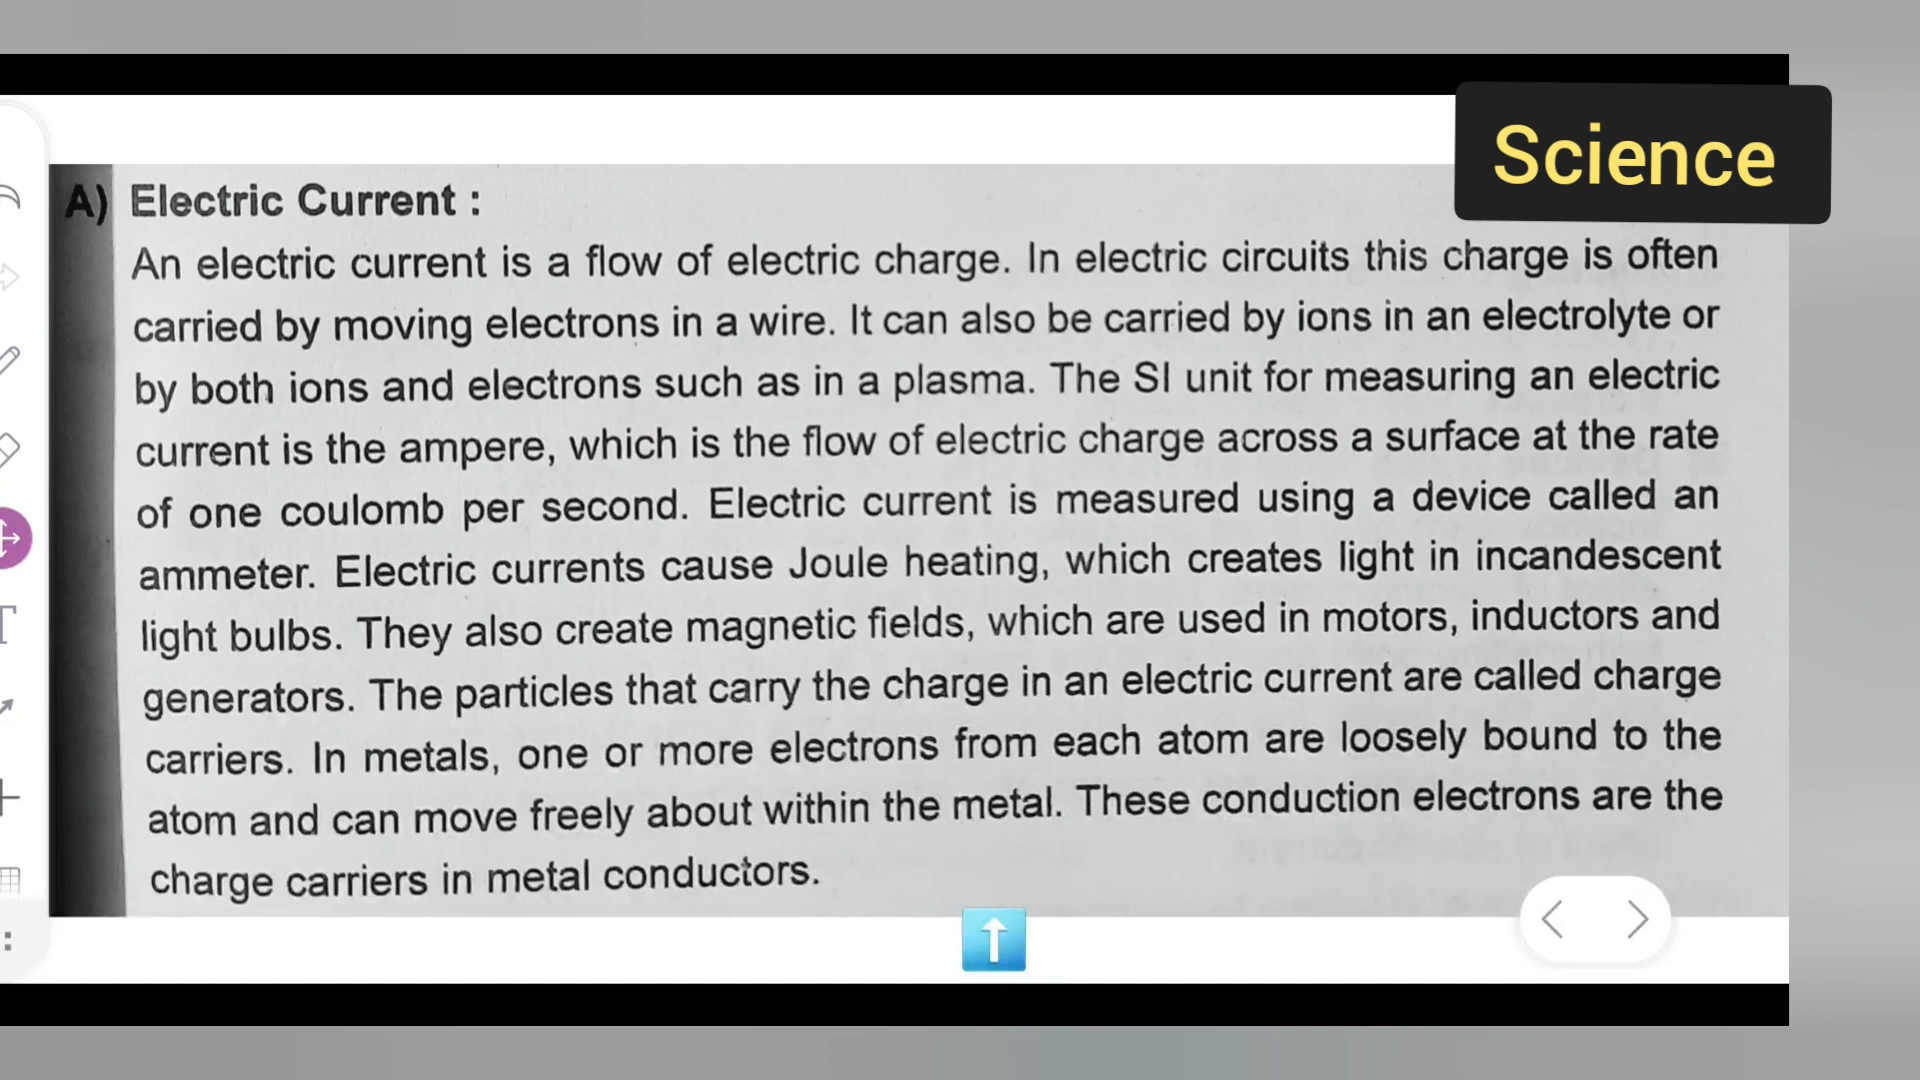 Science
A) Electric Current :
An electric current is a flow of electric charge. In electric circuits this charge is often
carried by moving electrons in a wire. It can also be carried by ions in an electrolyte or
by both ions and electrons such as in a plasma. The SI unit for measuring an electric
current is the ampere, which is the flow of electric charge across a surface at the rate
of one coulomb per second. Electric current is measured using a device called an
ammeter. Electric currents cause Joule heating, which creates light in incandescent
light bulbs. They also create magnetic fields, which are used in motors, inductors and
generators. The particles that carry the charge in an electric current are called charge
carriers. In metals, one or more electrons from each atom are loosely bound to the
atom and can move freely about within the metal. These conduction electrons are the
charge carriers in metal conductors.